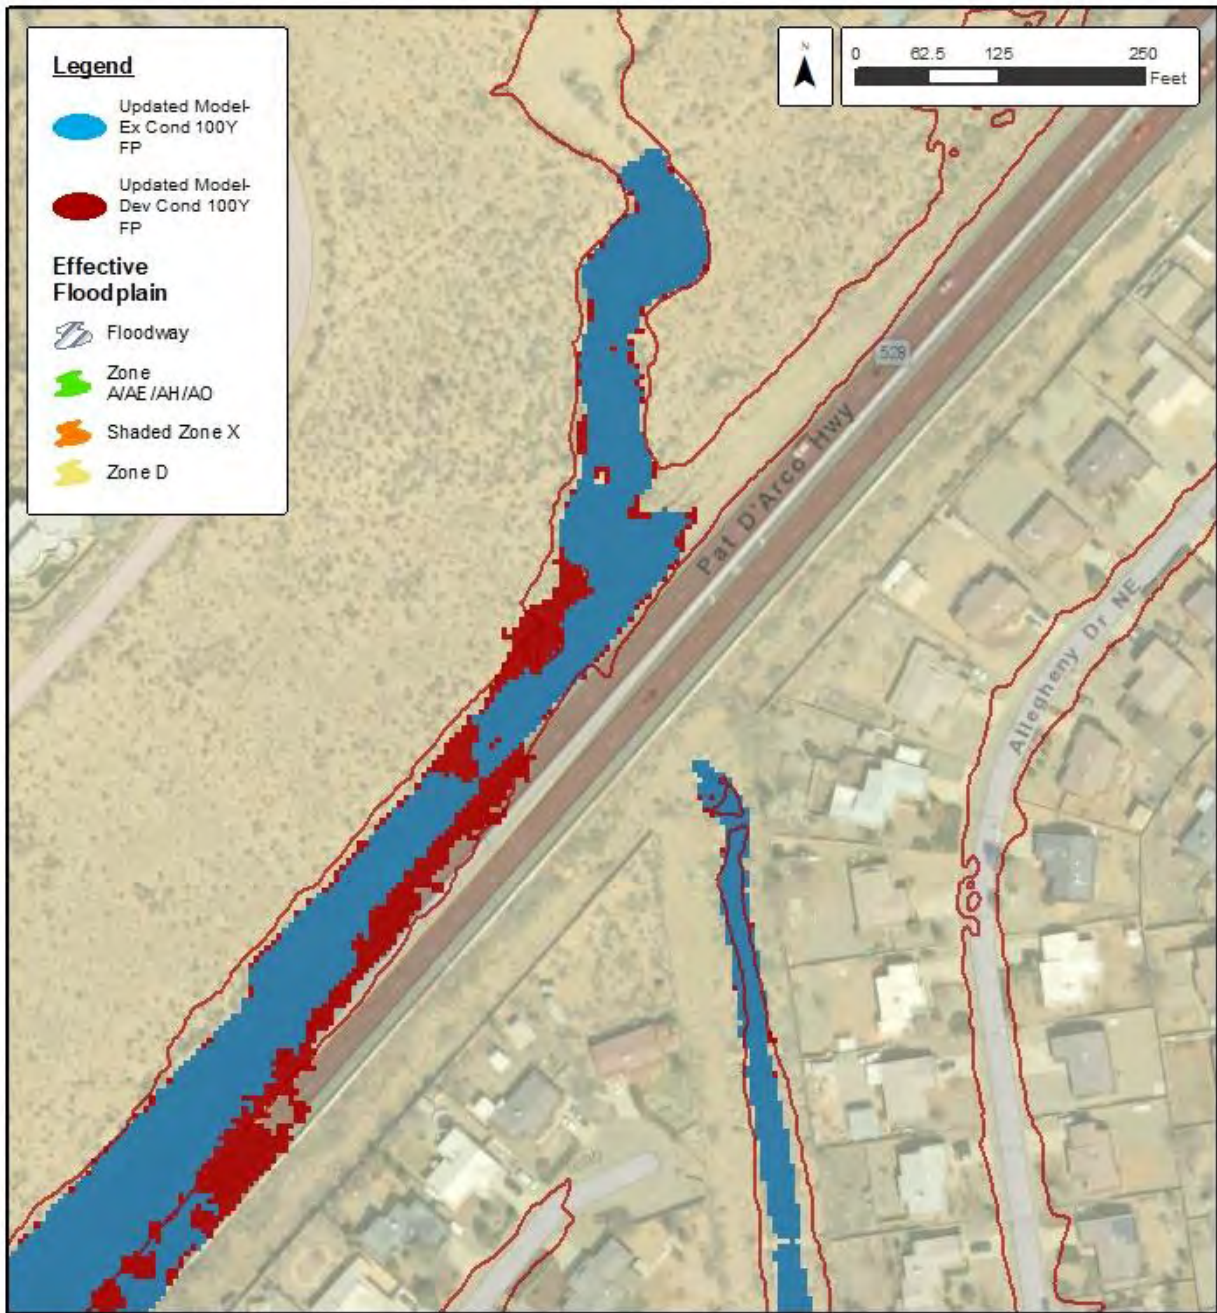 Legend
Updated Model-
Ex Cond 100Y
FP
Updated Model-
Dev Cond 100Y
FP
Effective
Floodplain
Floodway
Zone
A/AE/AH/AO
Shaded Zone X
Zone D
N
0 62.5 125 250
Feet
528
Pat D'Arco Hwy
Allegheny Dr NE